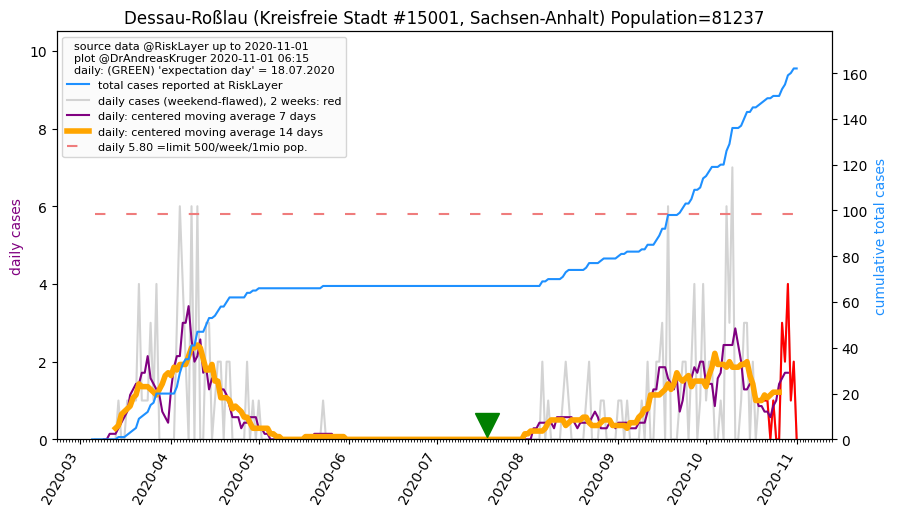 Dessau-Roßlau (Kreisfreie Stadt #15001, Sachsen-Anhalt) Population=81237
source data @RiskLayer up to 2020-11-01
plot @DrAndreasKruger 2020-11-01 06:15
daily: (GREEN) 'expectation day' = 18.07.2020
total cases reported at RiskLayer
daily cases (weekend-flawed), 2 weeks: red
daily: centered moving average 7 days
daily: centered moving average 14 days
daily 5.80 =limit 500/week/1mio pop.
daily cases
10
8
6
4
2
0
cumulative total cases
160
140
120
100
80
60
40
20
0
2020-03
2020-04
2020-05
2020-06
2020-07
2020-08
2020-09
2020-10
2020-11